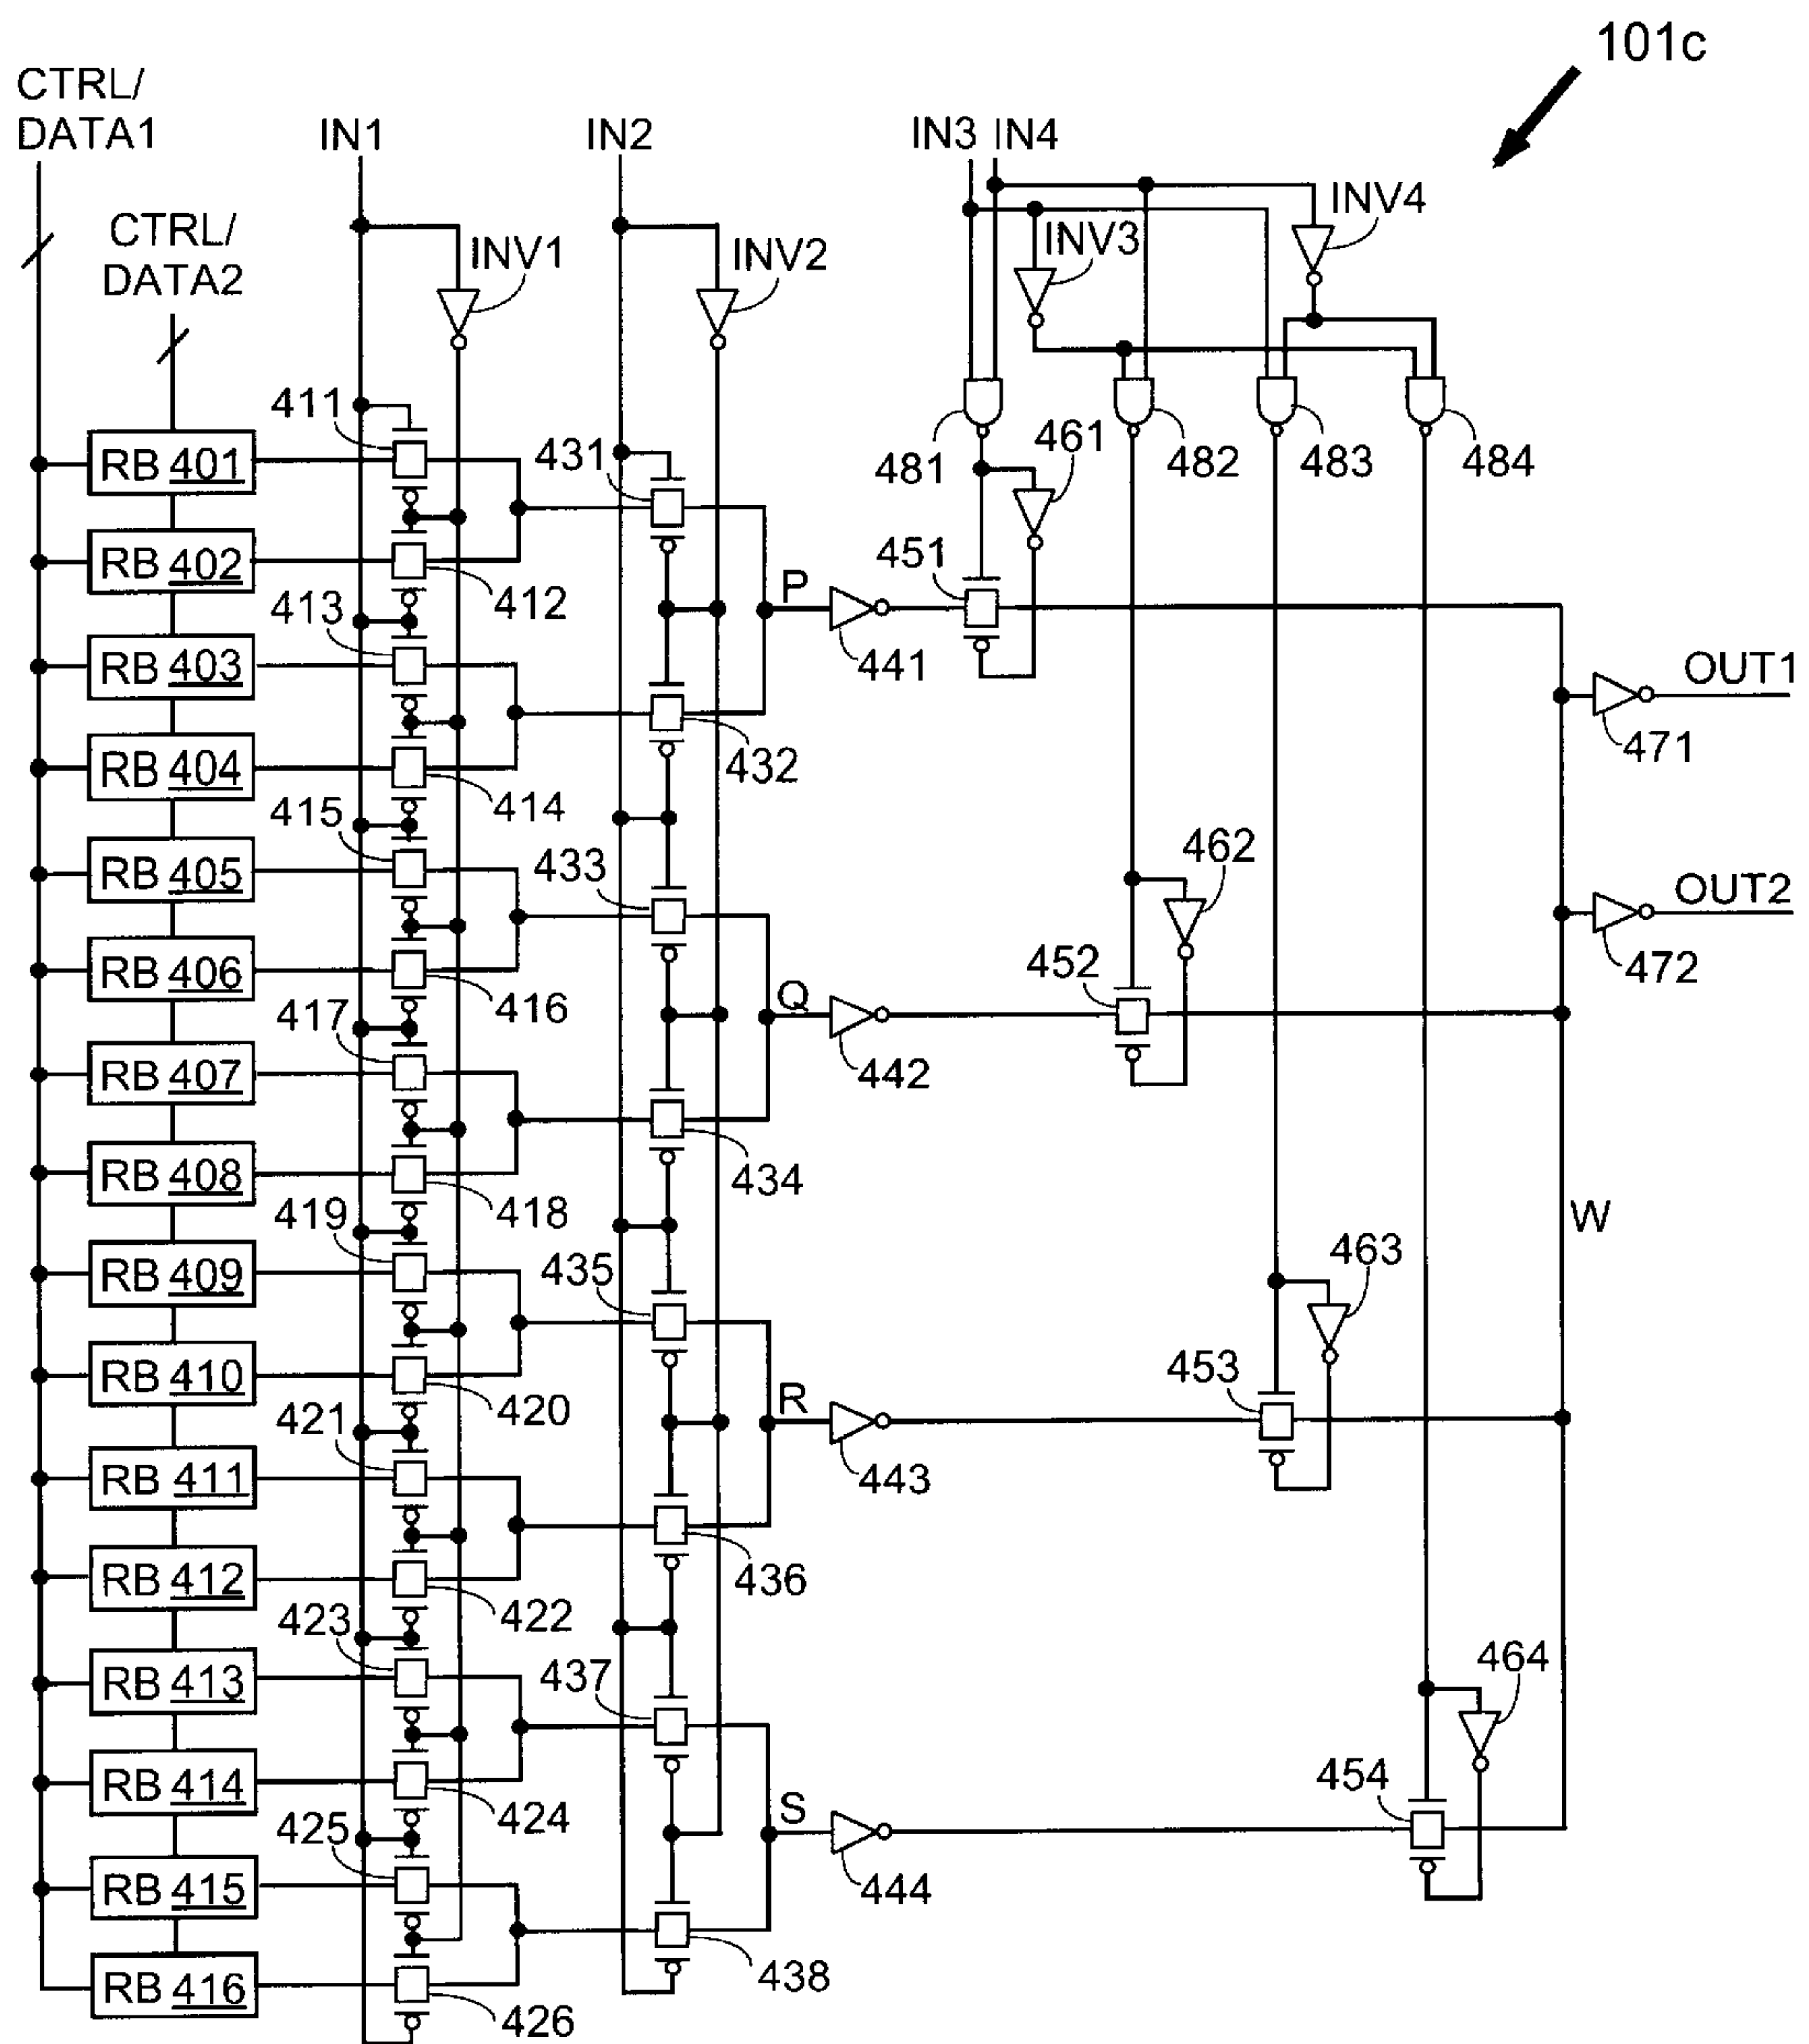 101c
CTRL/
DATA1
IN1
IN2
IN3 IN4
CTRL/
DATA2
INV1
INV2
INV3
INV4
411
431
481
461
482
483
484
RB 401
RB 402
412
413
451
P
441
RB 403
OUT1
471
RB 404
414
432
415
433
462
RB 405
OUT2
472
RB 406
416
452
417
Q
442
RB 407
RB 408
418
434
419
W
435
463
RB 409
RB 410
420
453
421
R
443
RB 411
RB 412
422
436
423
437
464
RB 413
RB 414
424
454
425
S
444
RB 415
RB 416
426
438